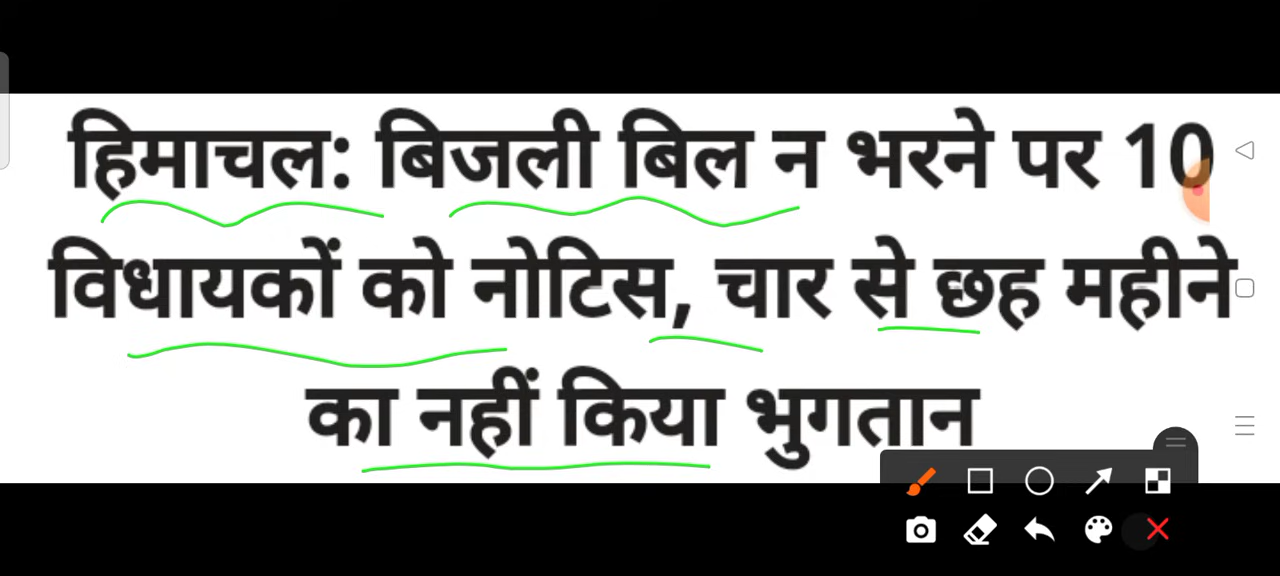 हिमाचल: बिजली बिल न भरने पर 10
विधायकों को नोटिस, चार से छह महीने
का नहीं किया भुगतान